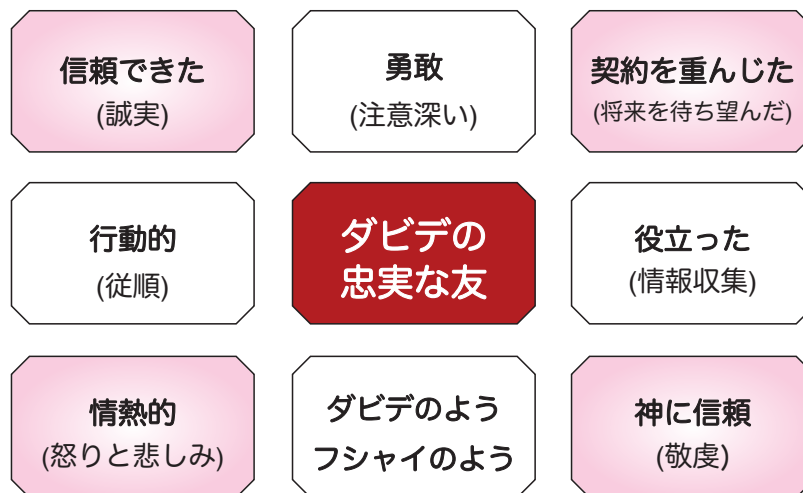 信頼できた
(誠実)
勇敢
(注意深い)
契約を重んじた
(将来を待ち望んだ)
行動的
(従順)
ダビデの
忠実な友
役立った
(情報収集)
情熱的
(怒りと悲しみ)
ダビデのよう
フシャイのよう
神に信頼
(敬虔)